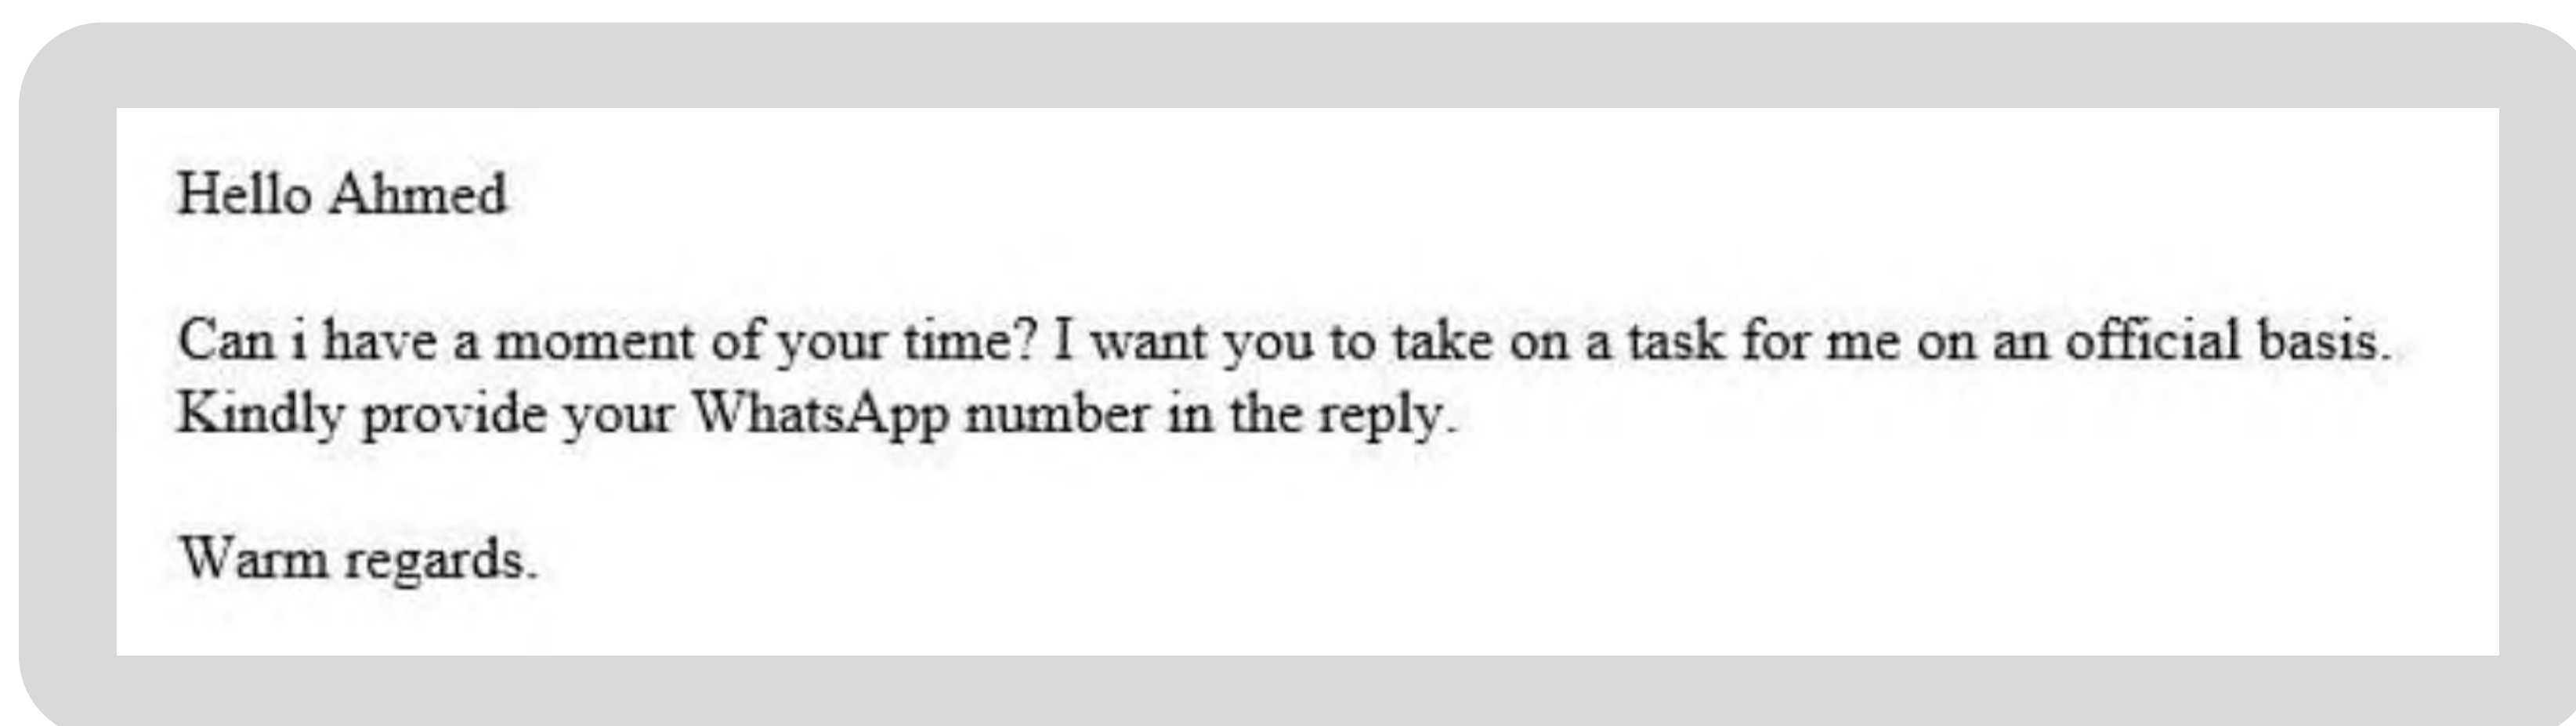 Hello Ahmed
Can i have a moment of your time? I want you to take on a task for me on an official basis.
Kindly provide your WhatsApp number in the reply.
Warm regards.